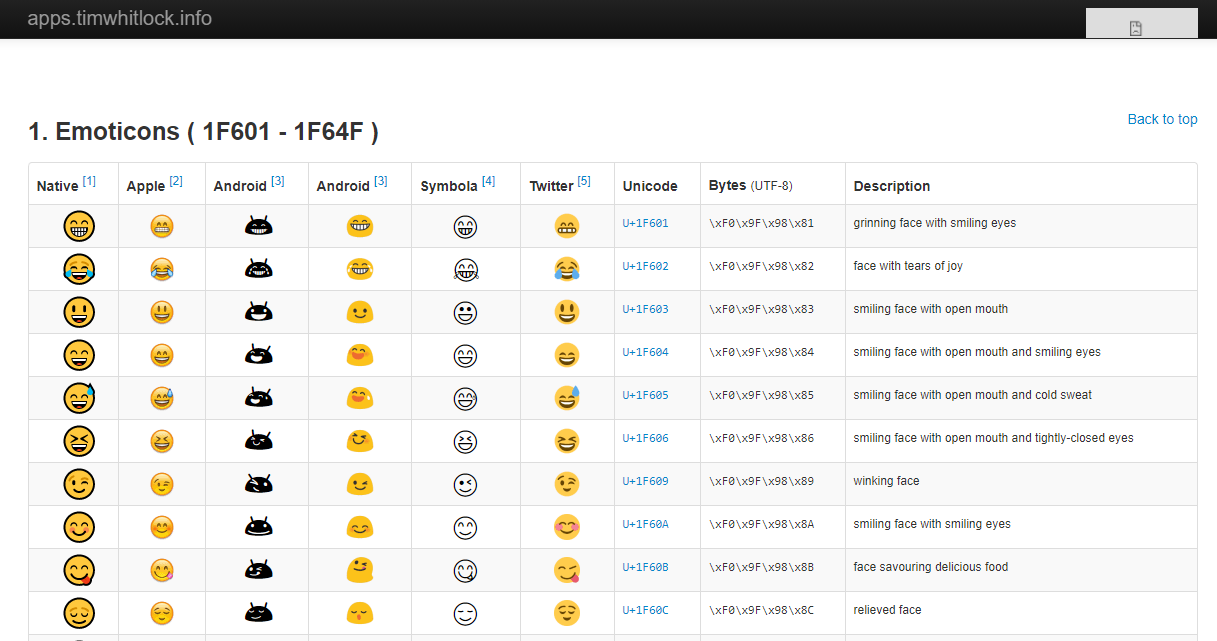 apps.timwhitlock.info
Back to top
1. Emoticons ( 1F601 - 1F64F )
Native [1] Apple [2] Android [3] Android [3] Symbola [4] Twitter [5] Unicode Bytes (UTF-8) Description
U+1F601 \xF0\x9F\x98\x81 grinning face with smiling eyes
U+1F602 \xF0\x9F\x98\x82 face with tears of joy
U+1F603 \xF0\x9F\x98\x83 smiling face with open mouth
U+1F604 \xF0\x9F\x98\x84 smiling face with open mouth and smiling eyes
U+1F605 \xF0\x9F\x98\x85 smiling face with open mouth and cold sweat
U+1F606 \xF0\x9F\x98\x86 smiling face with open mouth and tightly-closed eyes
U+1F609 \xF0\x9F\x98\x89 winking face
U+1F60A \xF0\x9F\x98\x8A smiling face with smiling eyes
U+1F60B \xF0\x9F\x98\x8B face savouring delicious food
U+1F60C \xF0\x9F\x98\x8C relieved face